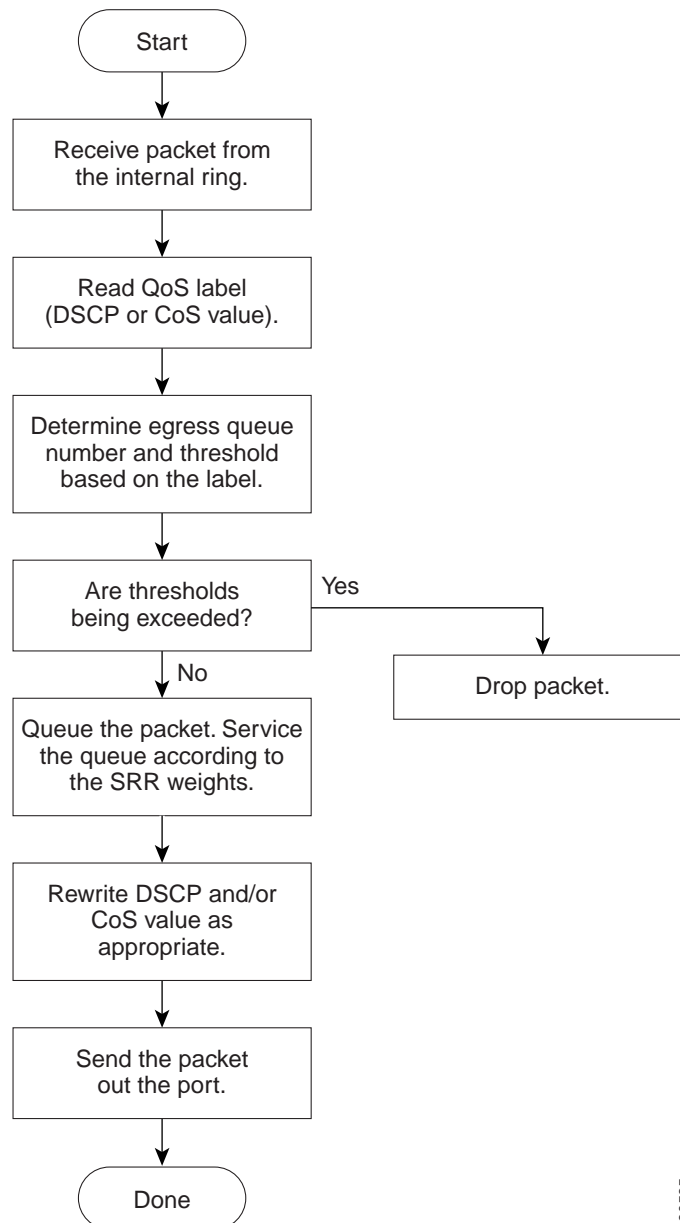 Start
Receive packet from
the internal ring.
Read QoS label
(DSCP or CoS value).
Determine egress queue
number and threshold
based on the label.
Are thresholds
being exceeded?
Yes
Drop packet.
No
Queue the packet. Service
the queue according to
the SRR weights.
Rewrite DSCP and/or
CoS value as
appropriate.
Send the packet
out the port.
Done